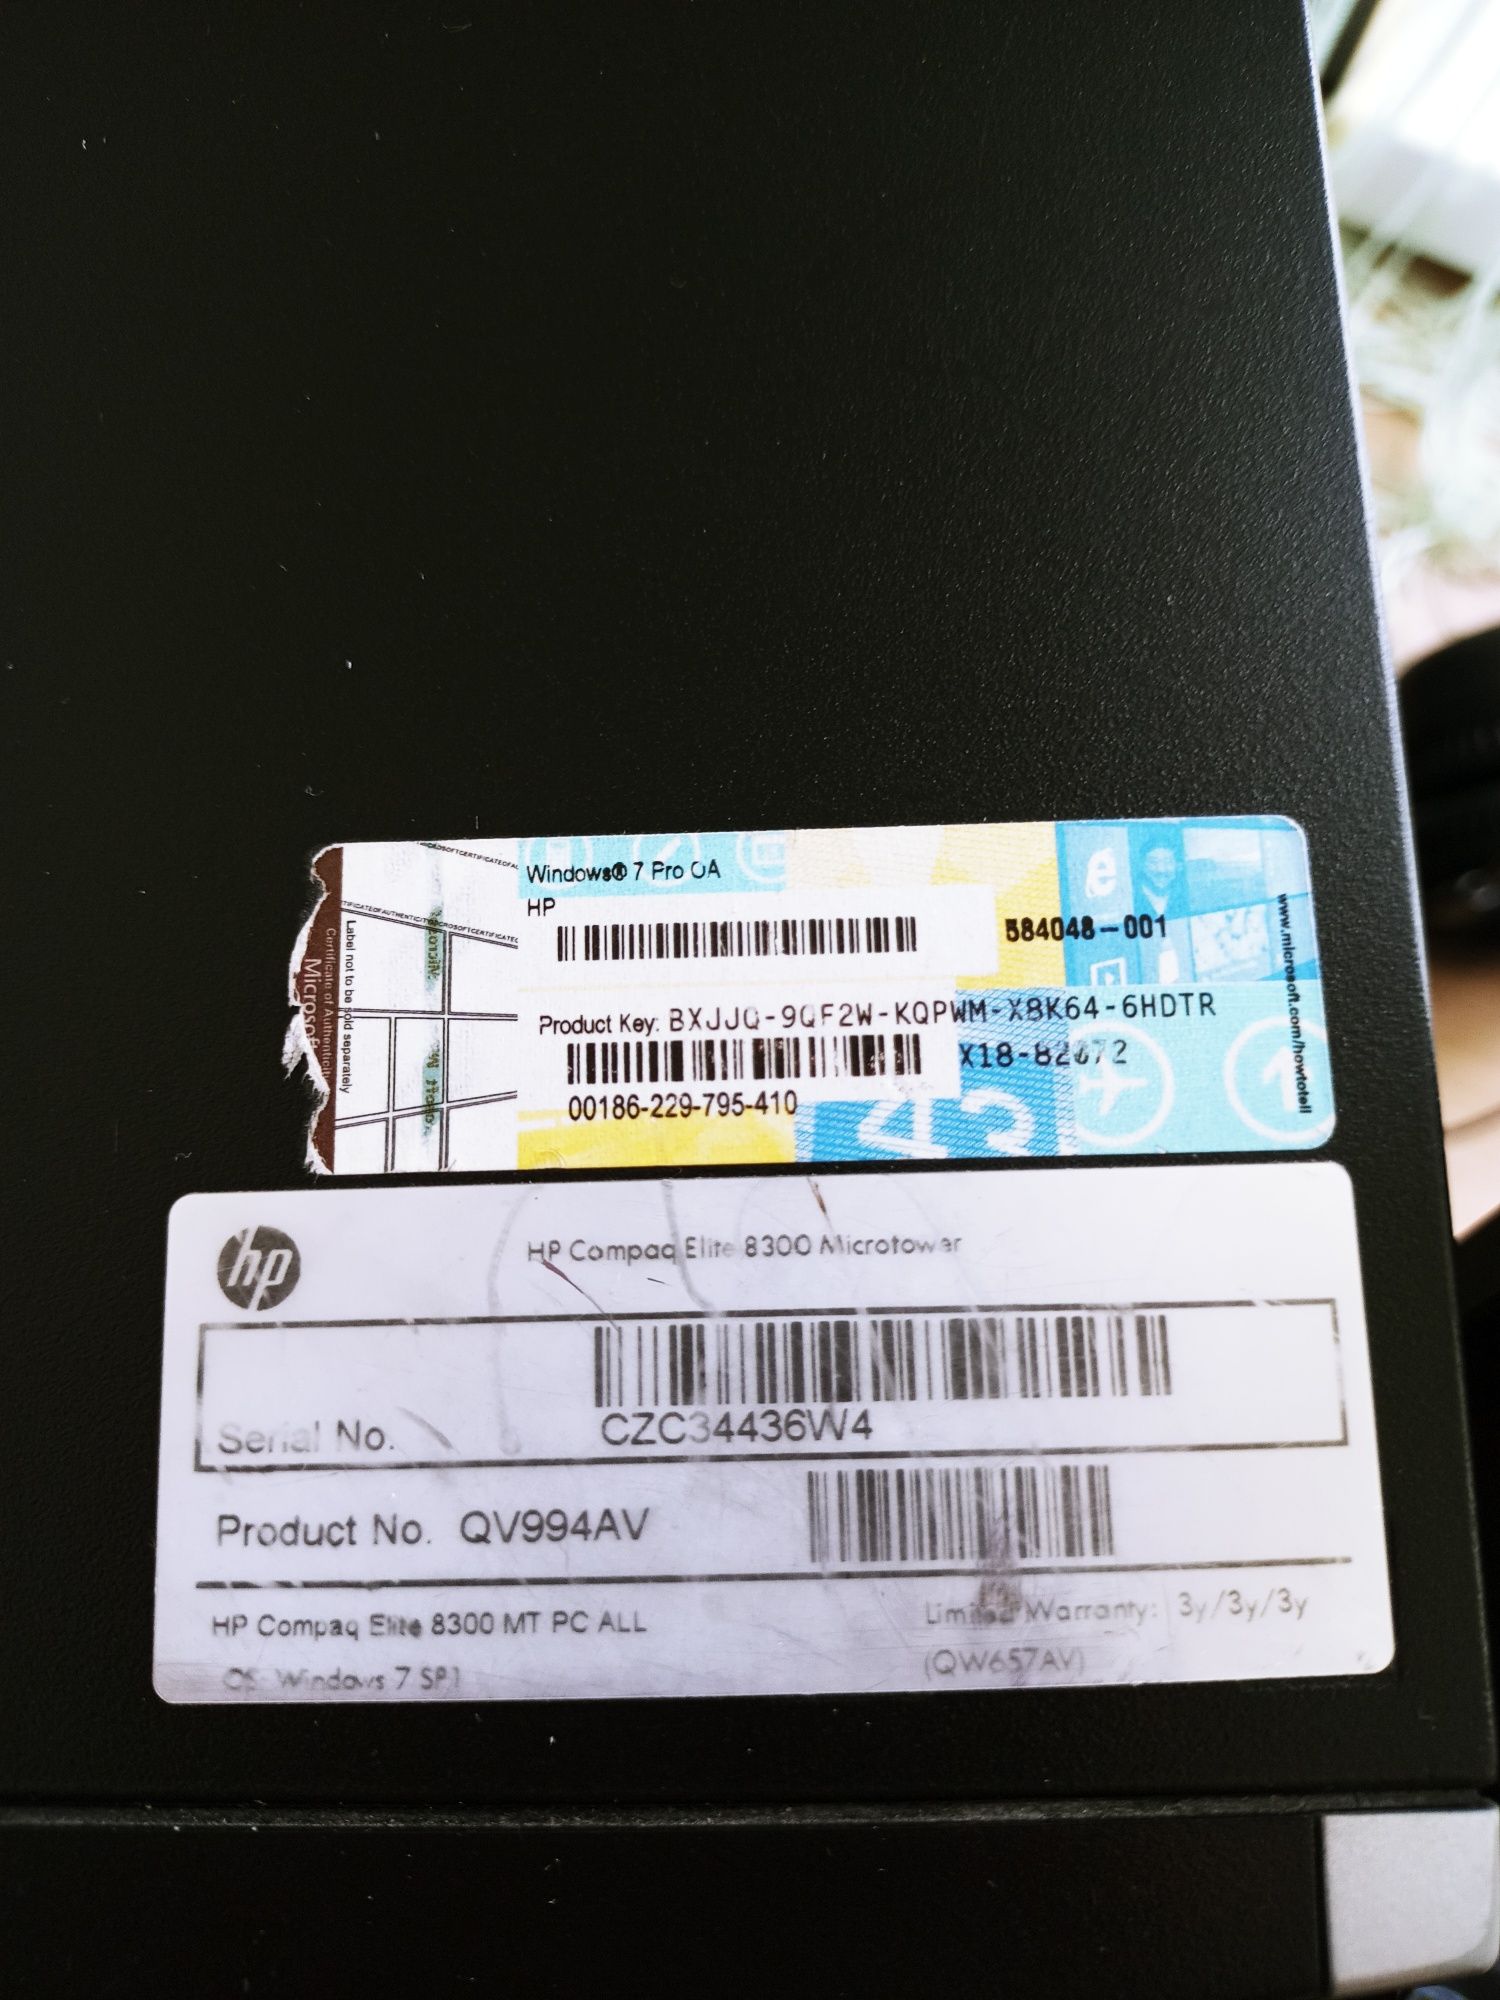 Windows® 7 Pro OA
HP
584048-001
Product Key: BXJJQ-9QF2W-KQPWM-X8K64-6HDTR
X18-82072
00186-229-795-410
www.microsoft.com/howtotell
Label not to be sold separately
Certificate of Authenticity
Microsoft
hp
HP Compaq Elite 8300 Microtower
Serial No.
CZC34436W4
Product No. QV994AV
HP Compaq Elite 8300 MT PC ALL
Limited Warranty: 3y/3y/3y
OS: Windows 7 SP1
(QW657AV)